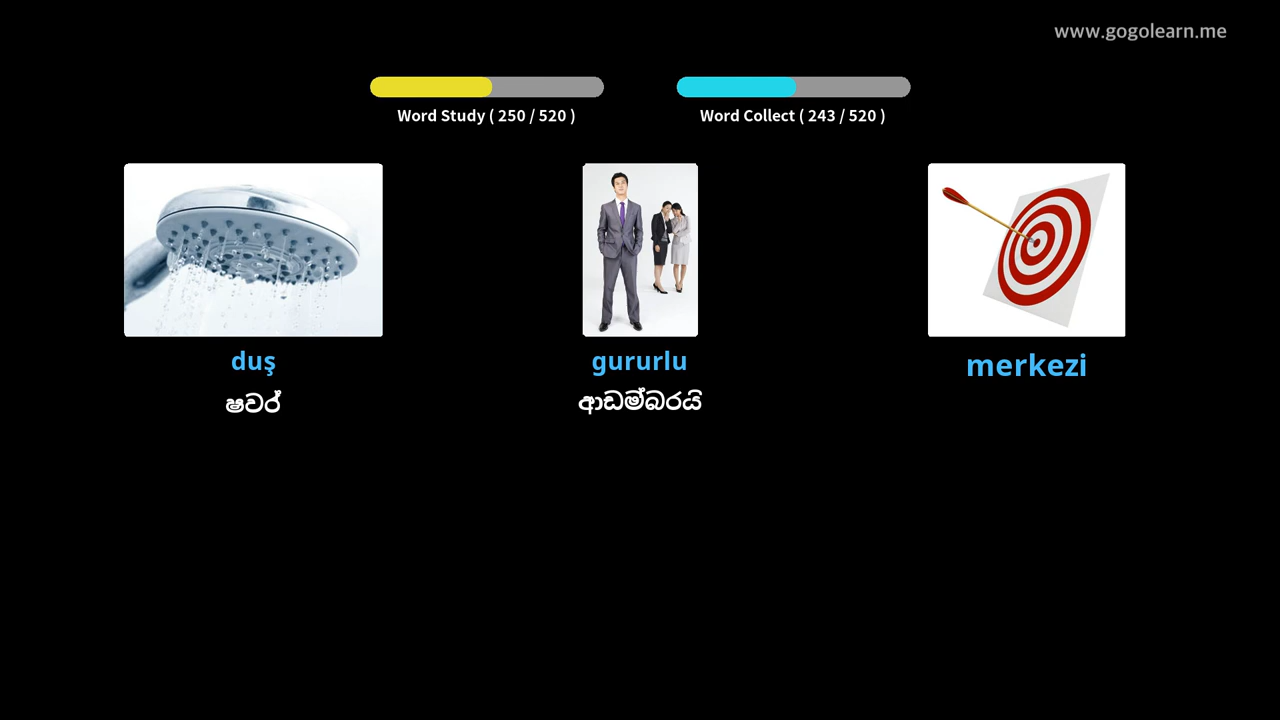 www.gogolearn.me
Word Study ( 250 / 520 )
Word Collect ( 243 / 520 )
duş
gururlu
merkezi
ෂවර්
ආඩම්බරයි